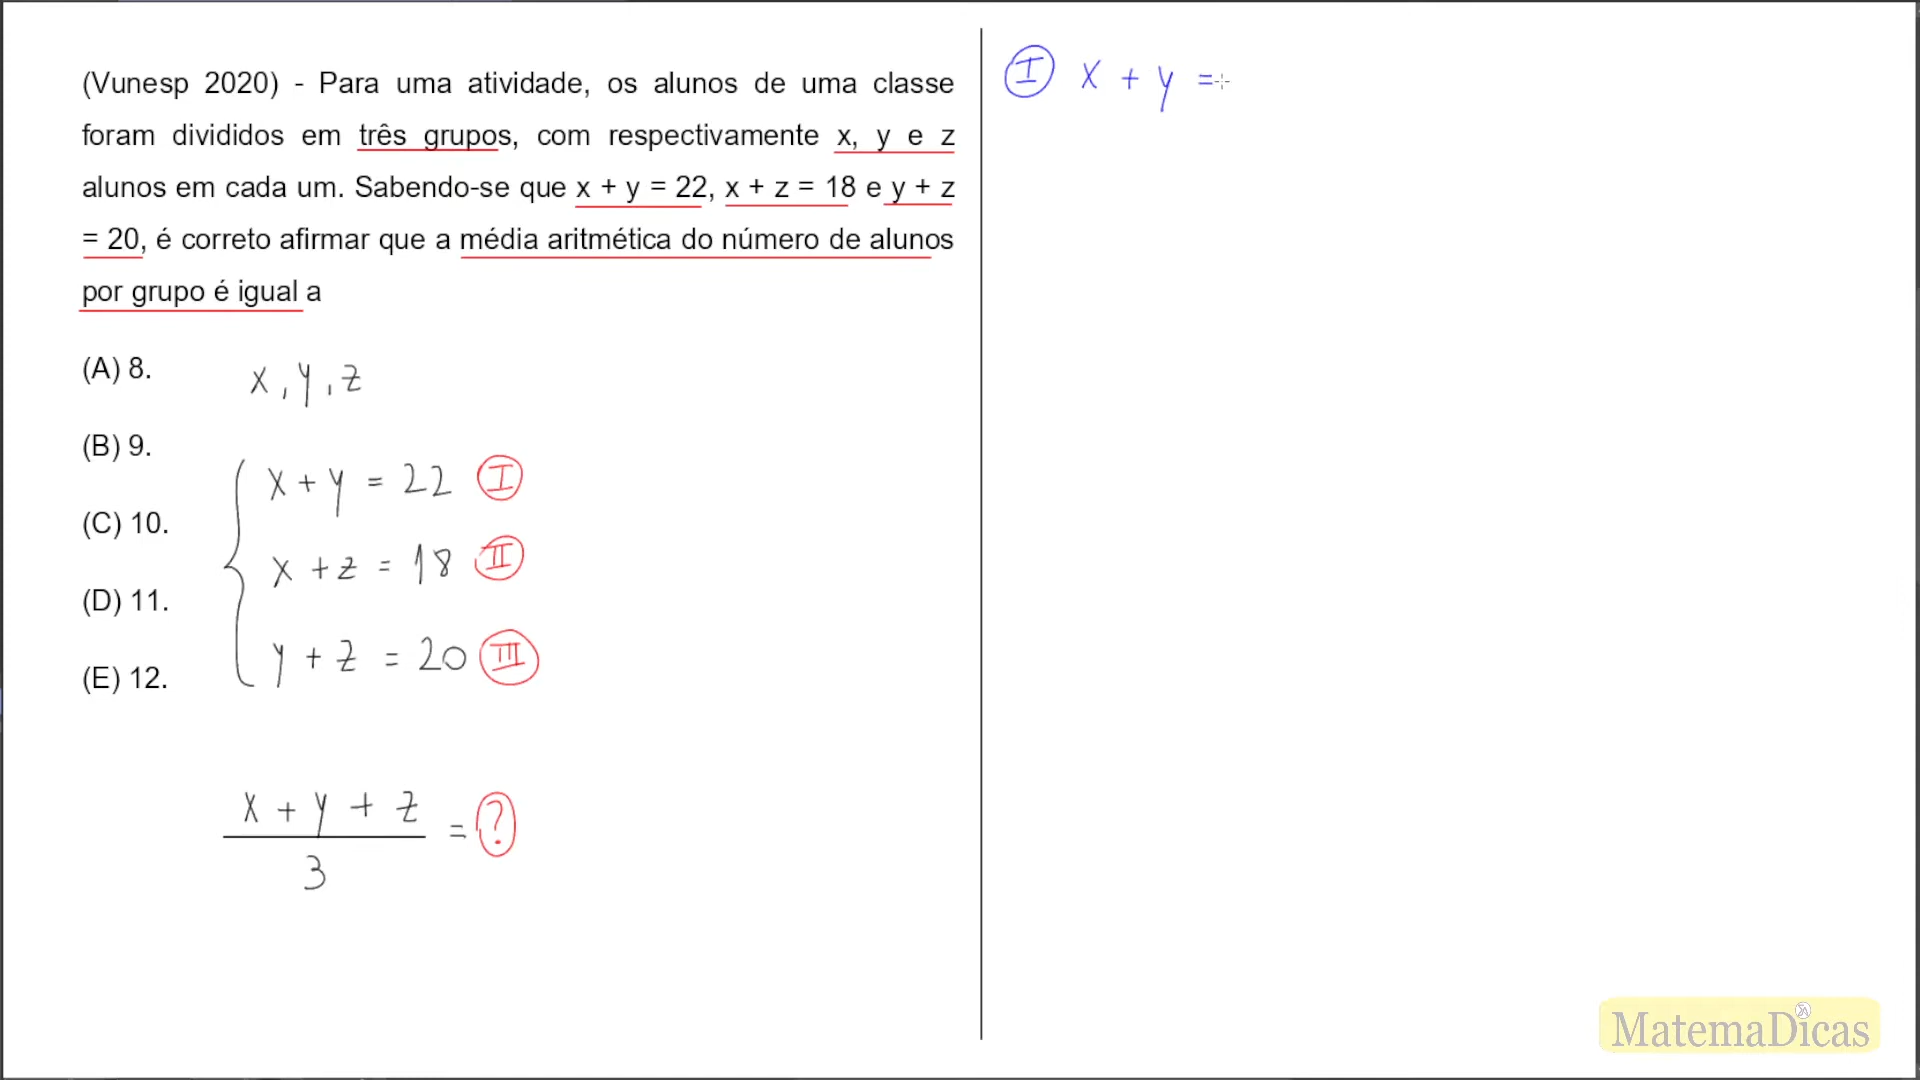 (Vunesp 2020) - Para uma atividade, os alunos de uma classe
foram divididos em três grupos, com respectivamente x, y e z
alunos em cada um. Sabendo-se que x + y = 22, x + z = 18 e y + z
= 20, é correto afirmar que a média aritmética do número de alunos
por grupo é igual a
(A) 8.
(B) 9.
(C) 10.
(D) 11.
(E) 12.
x, y, z
x + y = 22 I
x + z = 18 II
y + z = 20 III
x + y + z
3
= ?
I x + y =
MatemaDicas